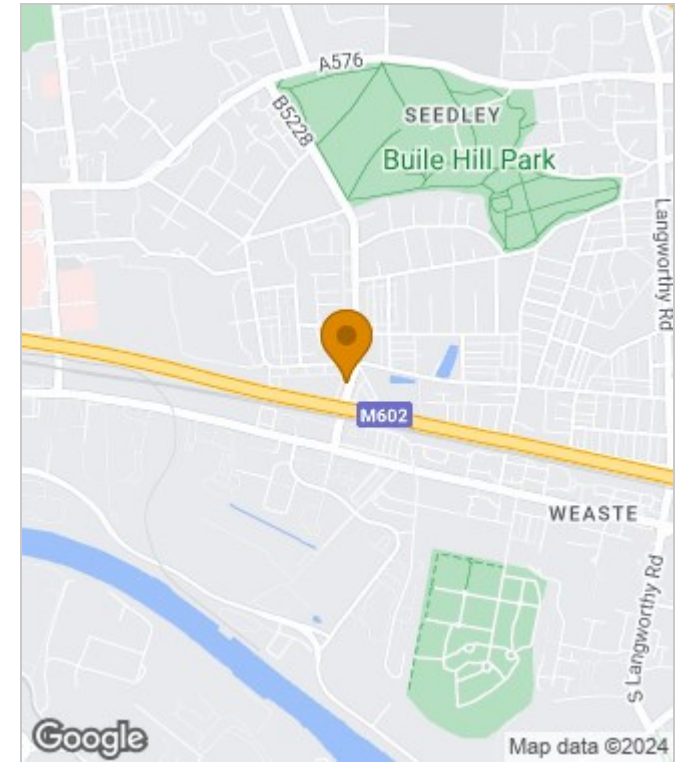 A576
B5228
SEEDLEY
Buile Hill Park
Langworthy Rd
M602
WEASTE
S Langworthy Rd
Google
Map data ©2024